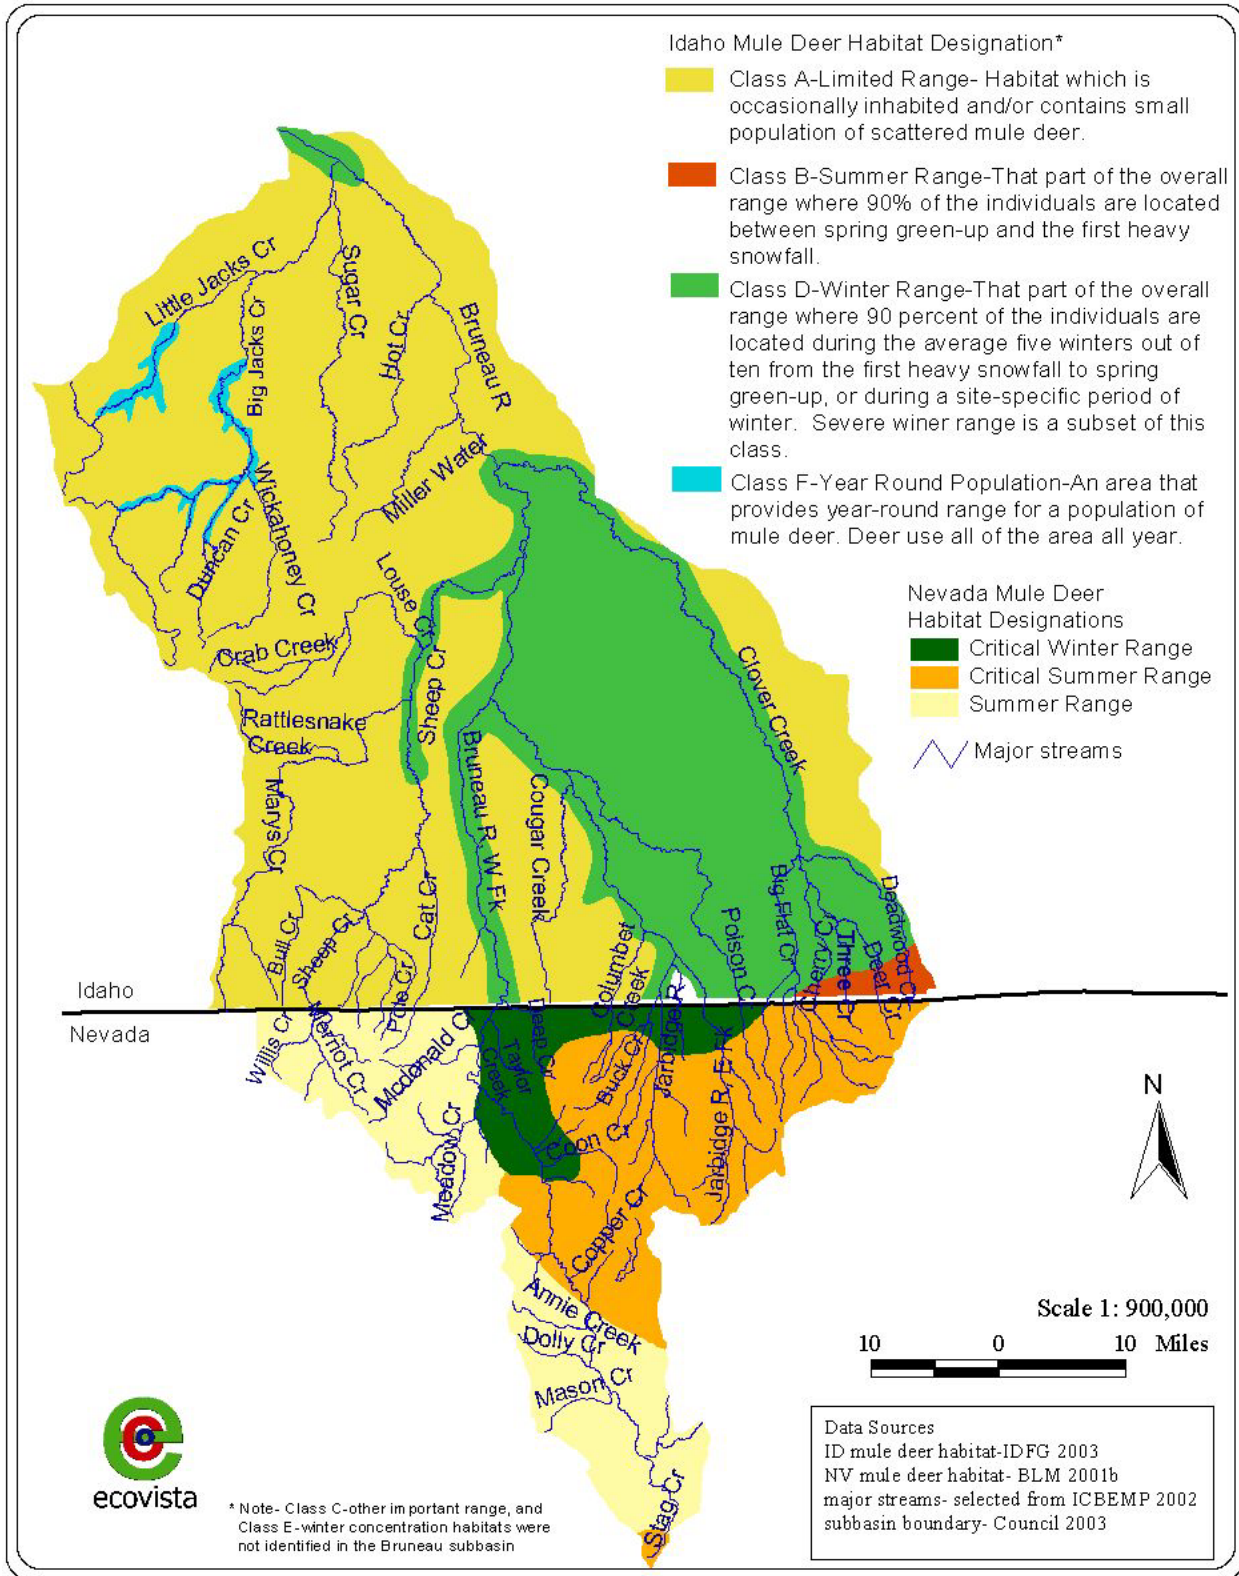 Idaho Mule Deer Habitat Designation*
Class A-Limited Range- Habitat which is
occasionally inhabited and/or contains small
population of scattered mule deer.
Class B-Summer Range-That part of the overall
range where 90% of the individuals are located
between spring green-up and the first heavy
snowfall.
Class D-Winter Range-That part of the overall
range where 90 percent of the individuals are
located during the average five winters out of
ten from the first heavy snowfall to spring
green-up, or during a site-specific period of
winter.  Severe winer range is a subset of this
class.
Class F-Year Round Population-An area that
provides year-round range for a population of
mule deer. Deer use all of the area all year.
Nevada Mule Deer
Habitat Designations
Critical Winter Range
Critical Summer Range
Summer Range
Major streams
Little Jacks Cr
Big Jacks Cr
Sugar Cr
Hot Cr
Bruneau R
Miller Water
Wickahoney Cr
Duncan Cr
Louse Cr
Grab Creek
Sheep Cr
Rattlesnake
Creek
Marys Cr
Clover Creek
Bruneau R, W Fk
Cougar Creek
Cat Cr
Bull Cr
Sheep Cr
Pole Cr
Columbet
Creek
Poison Cr
Big Flat Cr
Cherry Cr
Three Cr
Deer Cr
Deadwood Cr
Idaho
Nevada
Willis Cr
Merriot Cr
Mcdonald Cr
Meadow Cr
Taylor
Creek
Deep Cr
Buck Cr
Jarbidge R
Jarbidge R, E Fk
Coon Cr
Copper Cr
Annie Creek
Dolly Cr
Mason Cr
Stag Cr
N
Scale 1: 900,000
10 0 10 Miles
Data Sources
ID mule deer habitat-IDFG 2003
NV mule deer habitat- BLM 2001b
major streams- selected from ICBEMP 2002
subbasin boundary- Council 2003
ecovista
* Note- Class C-other important range, and
Class E-winter concentration habitats were
not identified in the Bruneau subbasin